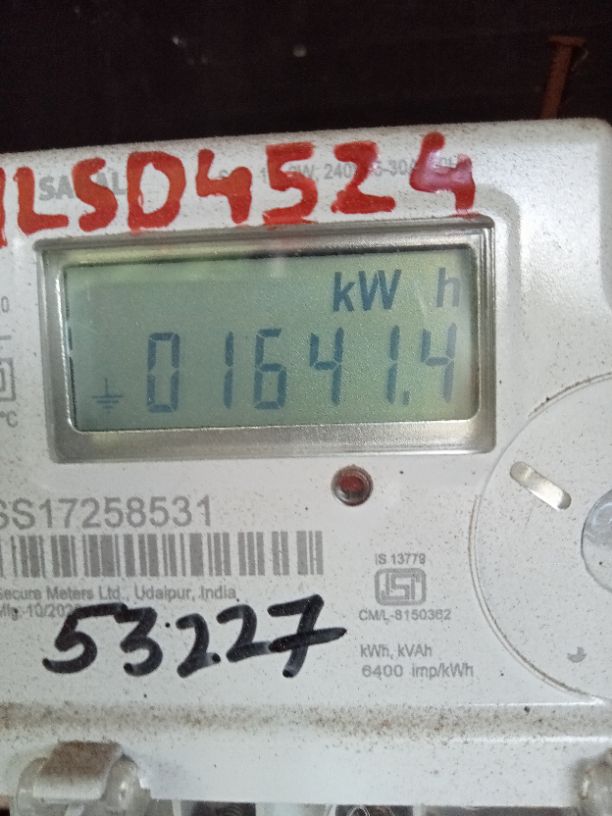 LSD4524
kW h
01641.4
SS17258531
IS 13779
Secure Meters Ltd., Udaipur, India
CM/L-8150362
53227
kWh, kVAh
6400 imp/kWh